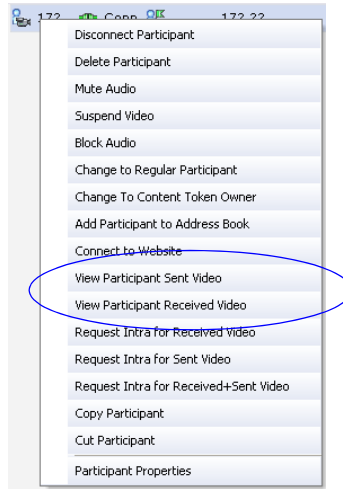 172 Conn 172.22
Disconnect Participant
Delete Participant
Mute Audio
Suspend Video
Block Audio
Change to Regular Participant
Change To Content Token Owner
Add Participant to Address Book
Connect to Website
View Participant Sent Video
View Participant Received Video
Request Intra for Received Video
Request Intra for Sent Video
Request Intra for Received+Sent Video
Copy Participant
Cut Participant
Participant Properties